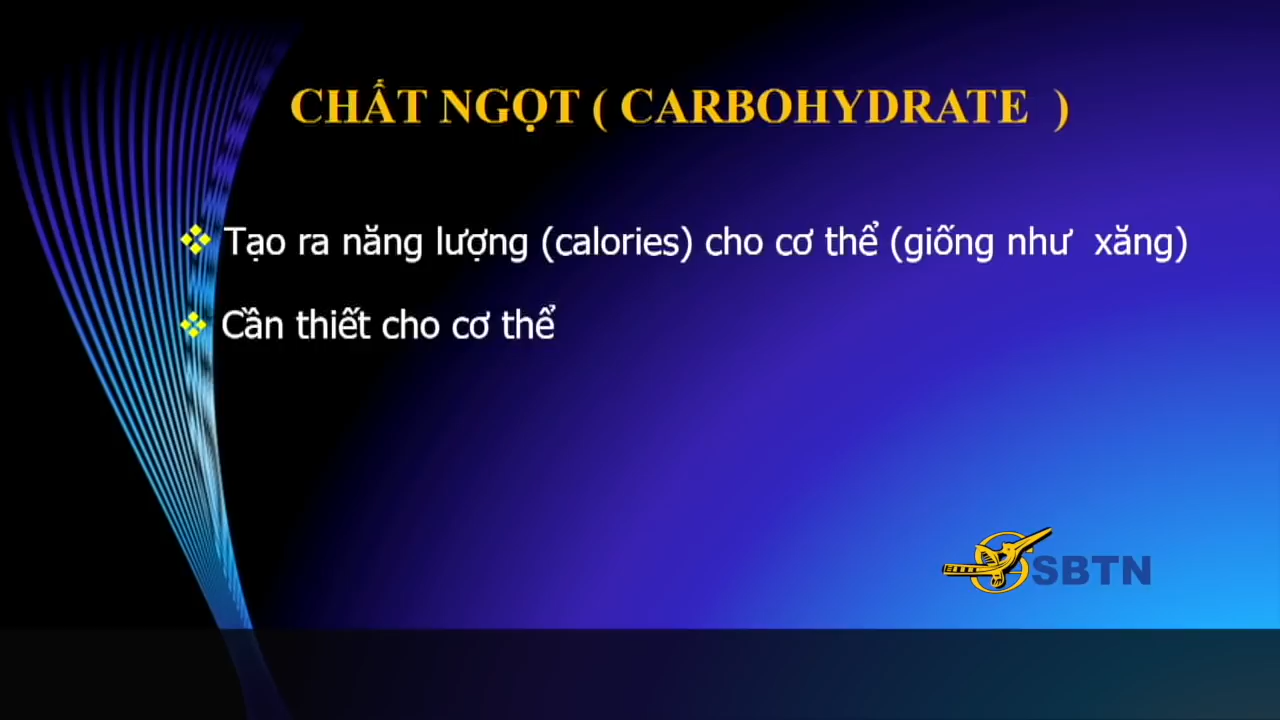 CHẤT NGỌT ( CARBOHYDRATE )
Tạo ra năng lượng (calories) cho cơ thể (giống như xăng)
Cần thiết cho cơ thể
SBTN